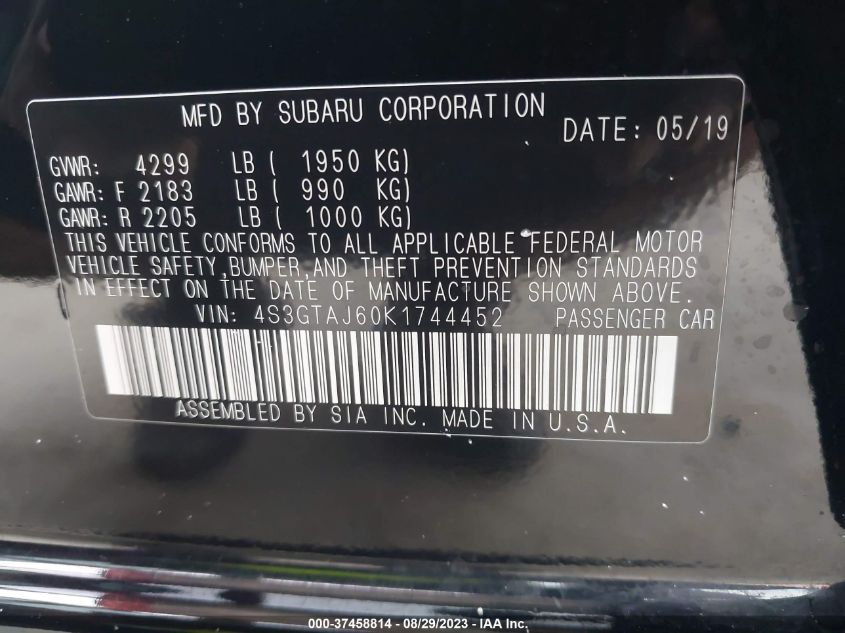 MFD BY SUBARU CORPORATION DATE: 05/19
GVWR: 4299 LB ( 1950 KG)
GAWR: F 2183 LB ( 990 KG)
GAWR: R 2205 LB ( 1000 KG)
THIS VEHICLE CONFORMS TO ALL APPLICABLE FEDERAL MOTOR
VEHICLE SAFETY,BUMPER,AND THEFT PREVENTION STANDARDS
IN EFFECT ON THE DATE OF MANUFACTURE SHOWN ABOVE.
VIN: 4S3GTAJ60K1744452 PASSENGER CAR
ASSEMBLED BY SIA INC. MADE IN U.S.A.
000-37458814 - 08/29/2023 - IAA Inc.